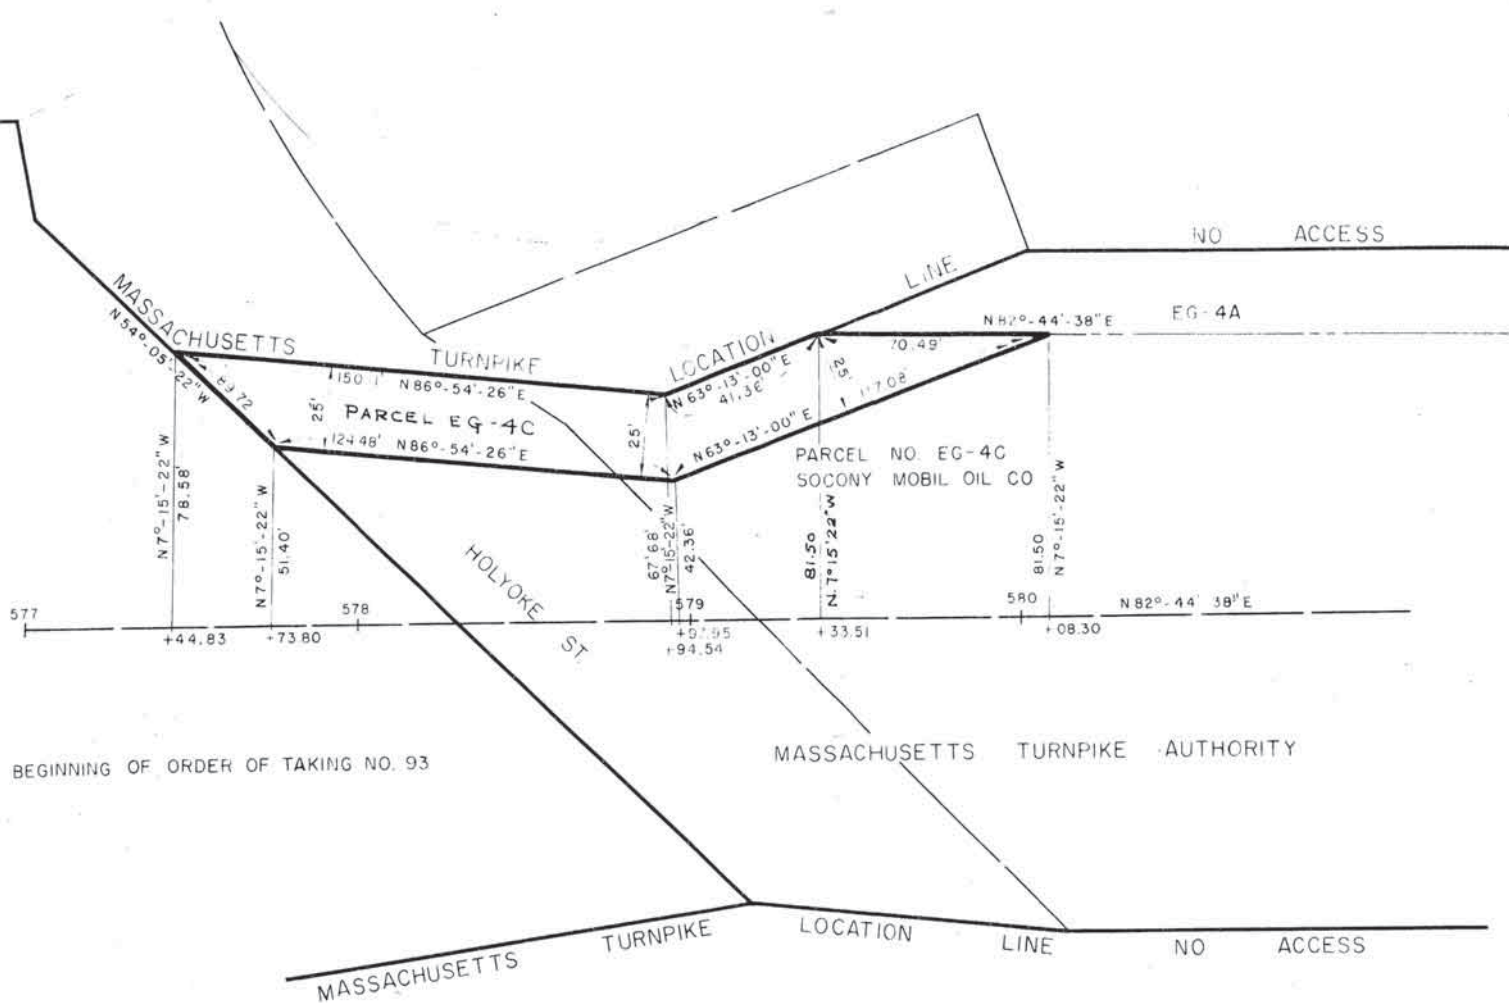 NO ACCESS
MASSACHUSETTS TURNPIKE LOCATION LINE
N 54°-05'-22" W
EG-4A
N 82°-44'-38" E
70.49'
N 86°-54'-26" E
N 63°-13'-00" E
41.36'
25'
117.08'
39.72
25'
PARCEL EG-4C
25'
124.48' N 86°-54'-26" E
N 63°-13'-00" E
PARCEL NO. EG-4C
SOCONY MOBIL OIL CO
N 7°-15'-22" W
78.58'
N 7°-15'-22" W
51.40'
67.68'
N 7°-15-22" W
42.36'
81.50
N. 7° 15' 22" W
81.50
N 7°-15'-22" W
HOLYOKE ST.
577
578
579
580
N 82°-44' 38" E
+44.83
+73.80
+94.54
+33.51
+08.30
BEGINNING OF ORDER OF TAKING NO. 93
MASSACHUSETTS TURNPIKE AUTHORITY
MASSACHUSETTS TURNPIKE LOCATION LINE NO ACCESS